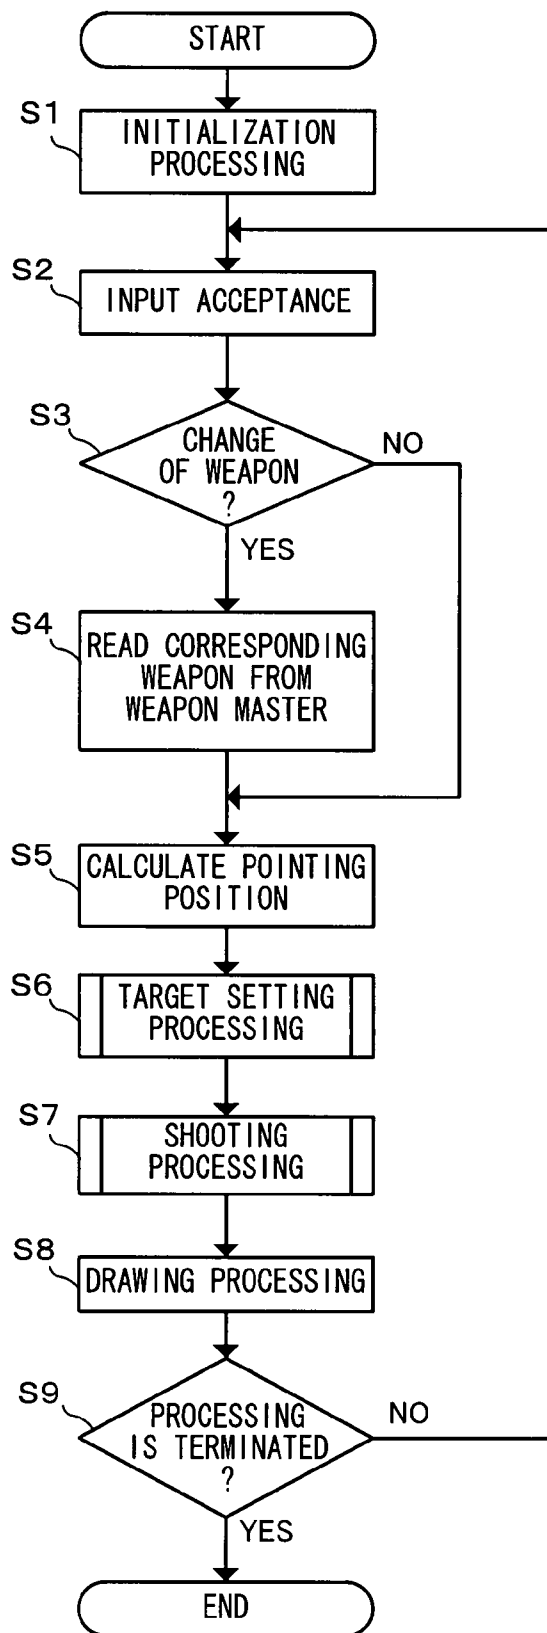 START
S1
INITIALIZATION
PROCESSING
S2
INPUT ACCEPTANCE
S3
CHANGE
OF WEAPON
?
NO
YES
S4
READ CORRESPONDING
WEAPON FROM
WEAPON MASTER
S5
CALCULATE POINTING
POSITION
S6
TARGET SETTING
PROCESSING
S7
SHOOTING
PROCESSING
S8
DRAWING PROCESSING
S9
PROCESSING
IS TERMINATED
?
NO
YES
END